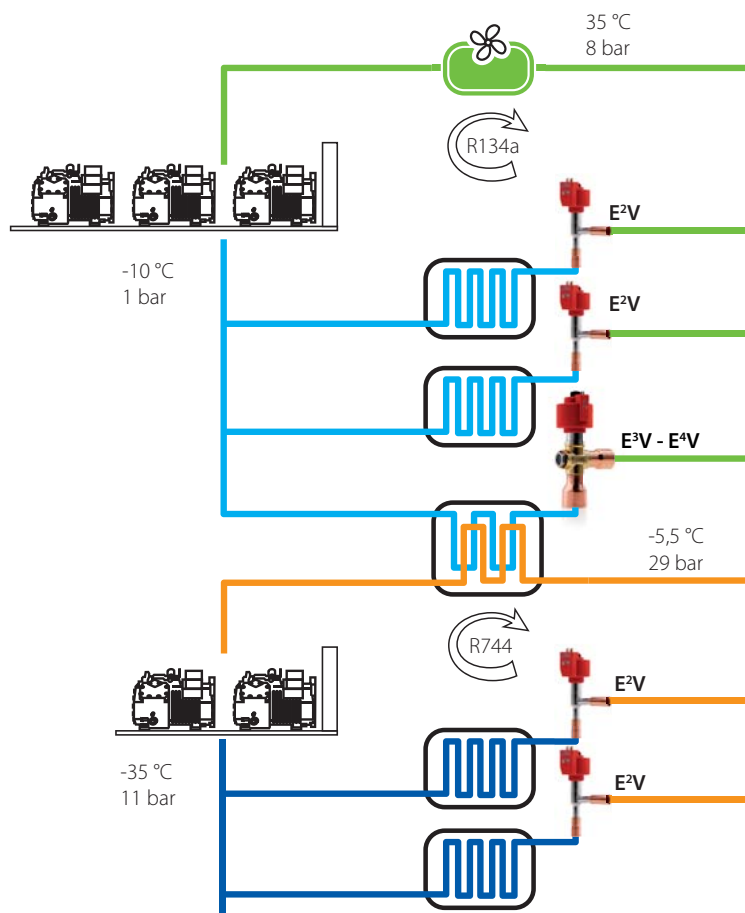 35 °C
8 bar
R134a
E²V
-10 °C
1 bar
E²V
E³V - E⁴V
-5,5 °C
29 bar
R744
E²V
-35 °C
11 bar
E²V